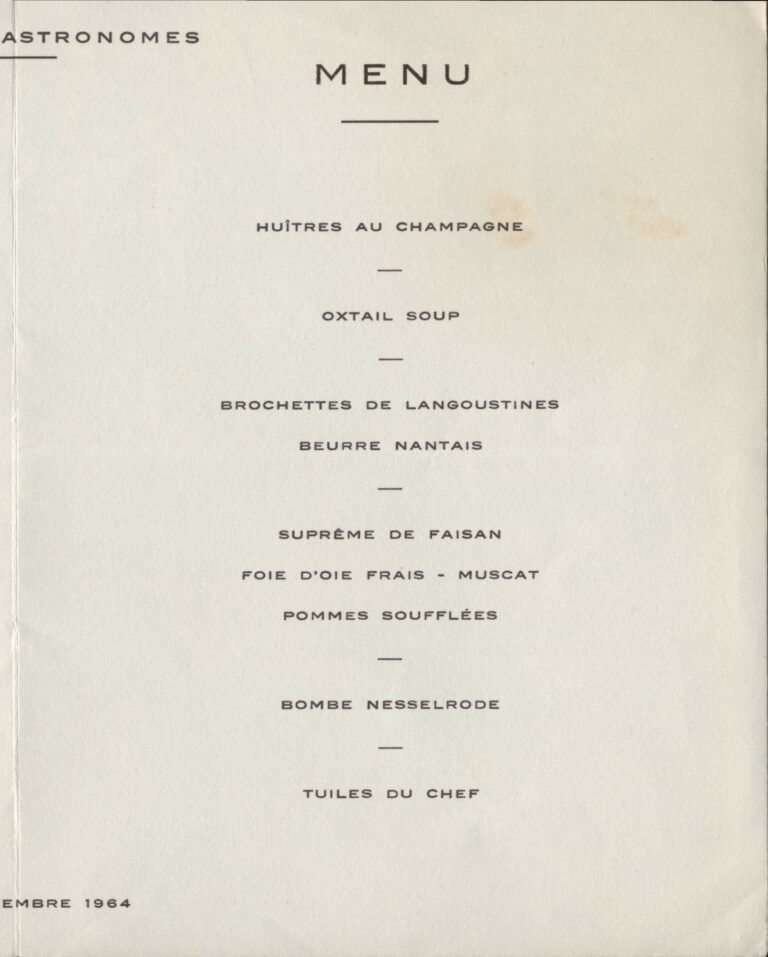 ASTRONOMES
MENU
HUÎTRES AU CHAMPAGNE
OXTAIL SOUP
BROCHETTES DE LANGOUSTINES
BEURRE NANTAIS
SUPRÊME DE FAISAN
FOIE D'OIE FRAIS - MUSCAT
POMMES SOUFFLÉES
BOMBE NESSELRODE
TUILES DU CHEF
EMBRE 1964